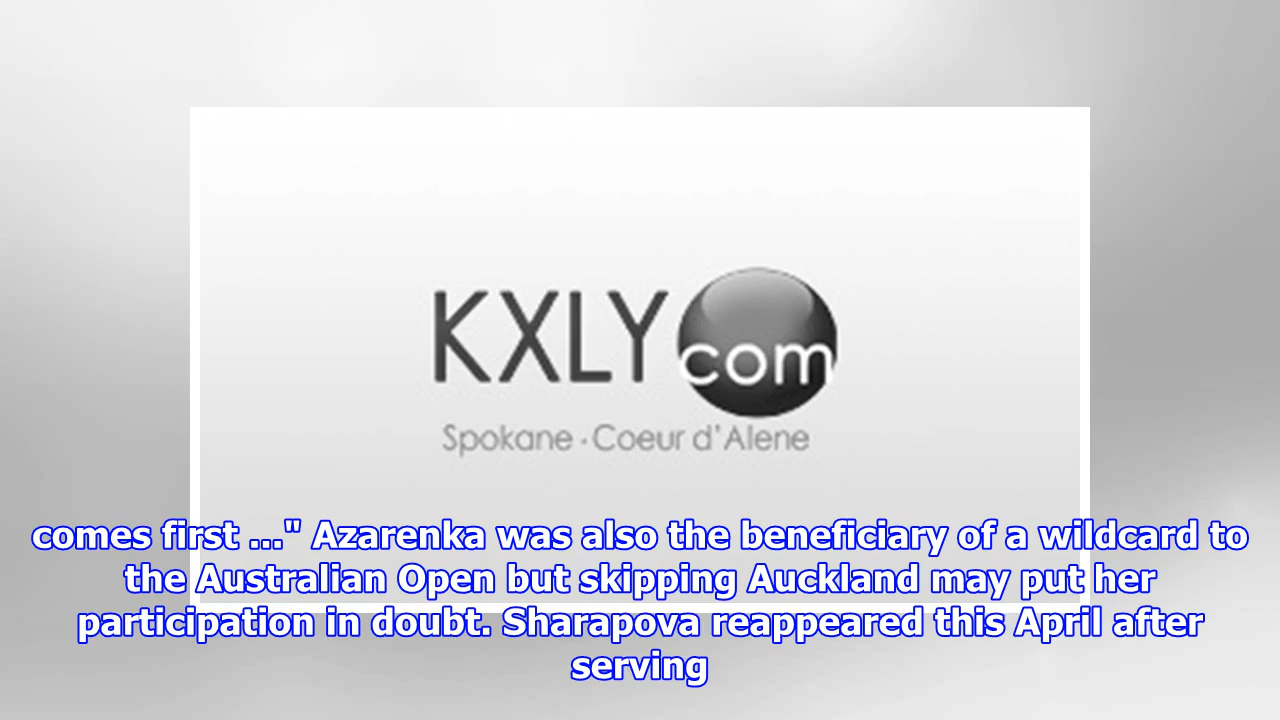 KXLY com
Spokane · Coeur d'Alene
comes first ..." Azarenka was also the beneficiary of a wildcard to
the Australian Open but skipping Auckland may put her
participation in doubt. Sharapova reappeared this April after
serving